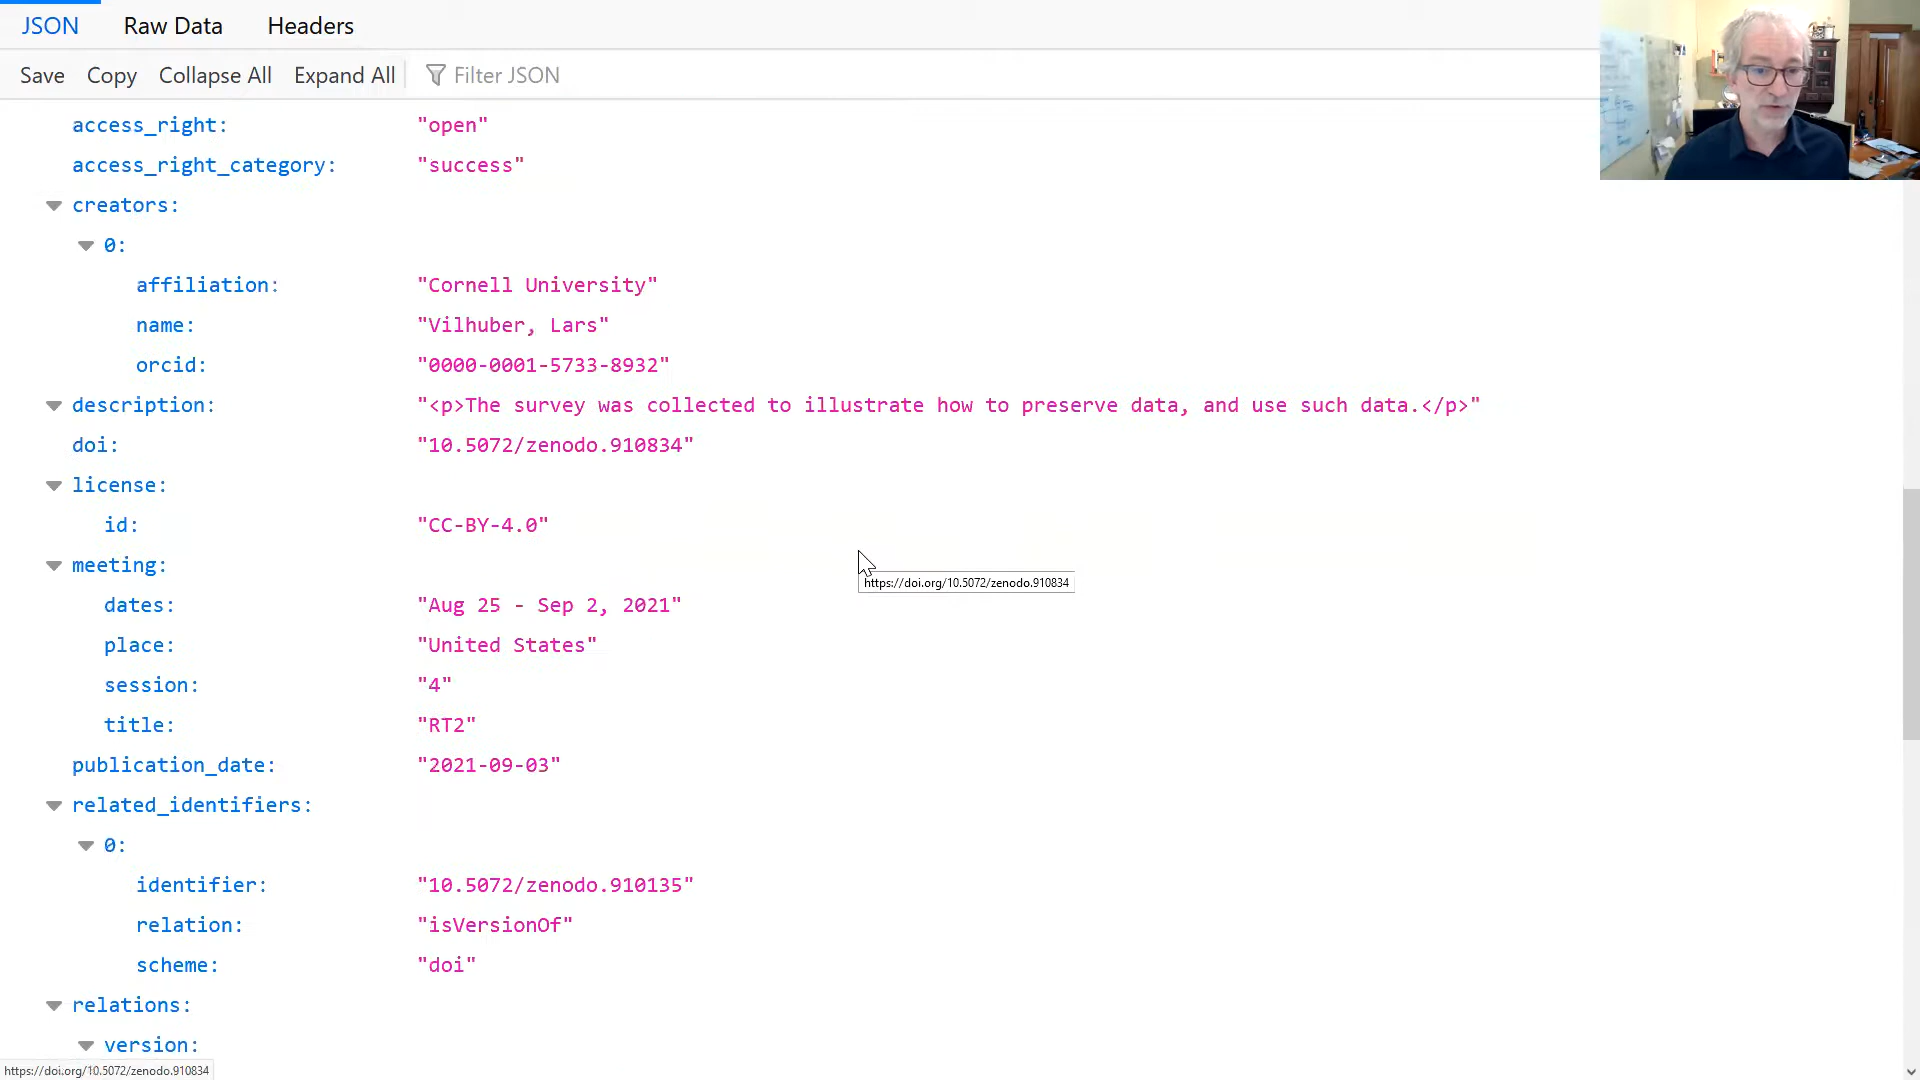 JSON Raw Data Headers
Save Copy Collapse All Expand All Filter JSON
access_right: "open"
access_right_category: "success"
creators:
0:
affiliation: "Cornell University"
name: "Vilhuber, Lars"
orcid: "0000-0001-5733-8932"
description: "<p>The survey was collected to illustrate how to preserve data, and use such data.</p>"
doi: "10.5072/zenodo.910834"
license:
id: "CC-BY-4.0"
meeting:
https://doi.org/10.5072/zenodo.910834
dates: "Aug 25 - Sep 2, 2021"
place: "United States"
session: "4"
title: "RT2"
publication_date: "2021-09-03"
related_identifiers:
0:
identifier: "10.5072/zenodo.910135"
relation: "isVersionOf"
scheme: "doi"
relations:
version:
https://doi.org/10.5072/zenodo.910834